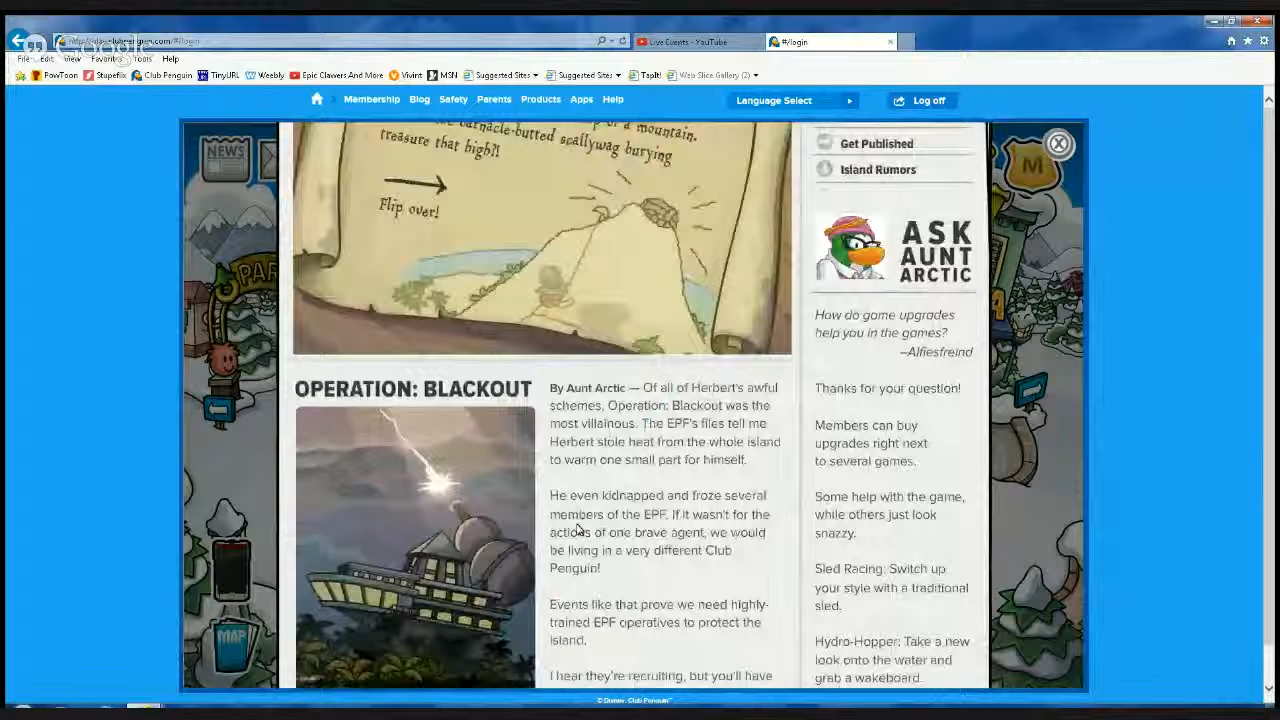 Google
Live Events - YouTube
#/login
File Edit View Favorites Tools Help
PowToon Stupeflix Club Penguin TinyURL Weebly Epic Clawers And More Vivint MSN Suggested Sites Suggested Sites TapIt! Web Slice Gallery (2)
Membership Blog Safety Parents Products Apps Help
Language Select
Log off
NEWS
M
barnacle-butted scallywag burying
of a mountain.
treasure that high?!
Flip over!
OPERATION: BLACKOUT
By Aunt Arctic — Of all of Herbert's awful
schemes, Operation: Blackout was the
most villainous. The EPF's files tell me
Herbert stole heat from the whole island
to warm one small part for himself.
He even kidnapped and froze several
members of the EPF. If it wasn't for the
actions of one brave agent, we would
be living in a very different Club
Penguin!
Events like that prove we need highly-
trained EPF operatives to protect the
island.
I hear they're recruiting, but you'll have
Get Published
Island Rumors
ASK
AUNT
ARCTIC
How do game upgrades
help you in the games?
–Alfiesfreind
Thanks for your question!
Members can buy
upgrades right next
to several games.
Some help with the game,
while others just look
snazzy.
Sled Racing: Switch up
your style with a traditional
sled.
Hydro-Hopper: Take a new
look onto the water and
grab a wakeboard.
MAP
© Disney. Club Penguin™